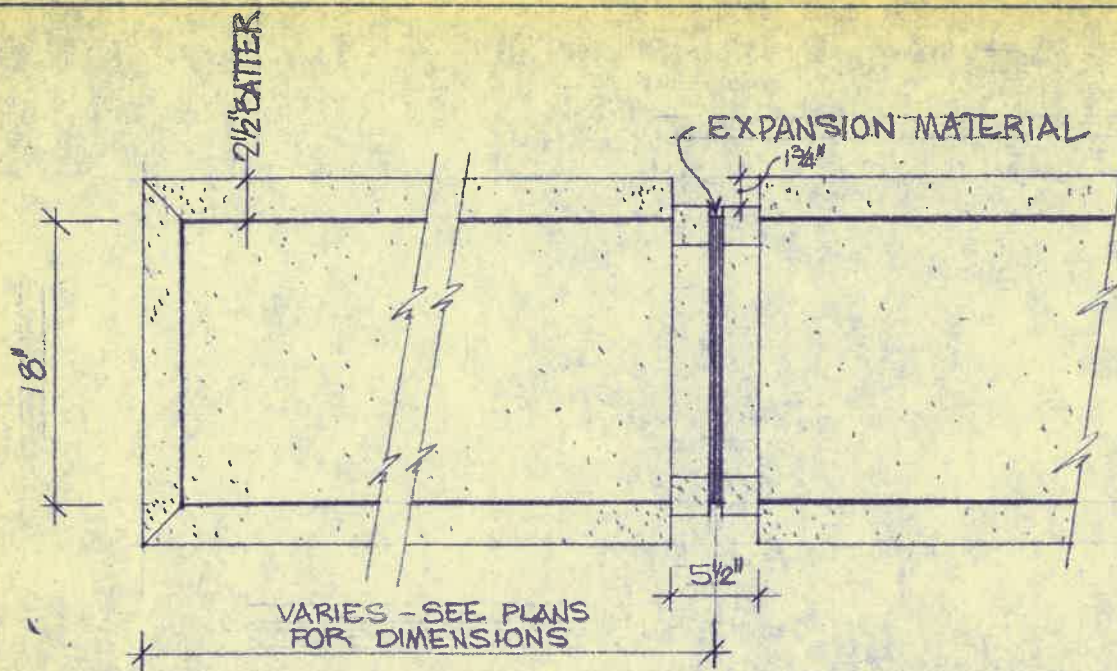 2½" BATTER
EXPANSION MATERIAL
1¾"
18"
5½"
VARIES - SEE PLANS
FOR DIMENSIONS